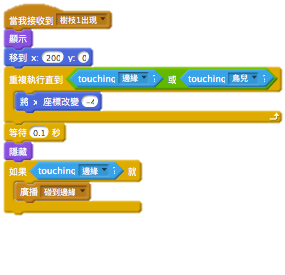 當我接收到 樹枝1出現
顯示
移到 x: 200 y: 0
重複執行直到 touching 邊緣 ? 或 touching 鳥兒 ?
將 x 座標改變 -4
等待 0.1 秒
隱藏
如果 touching 邊緣 ? 就
廣播 碰到邊緣